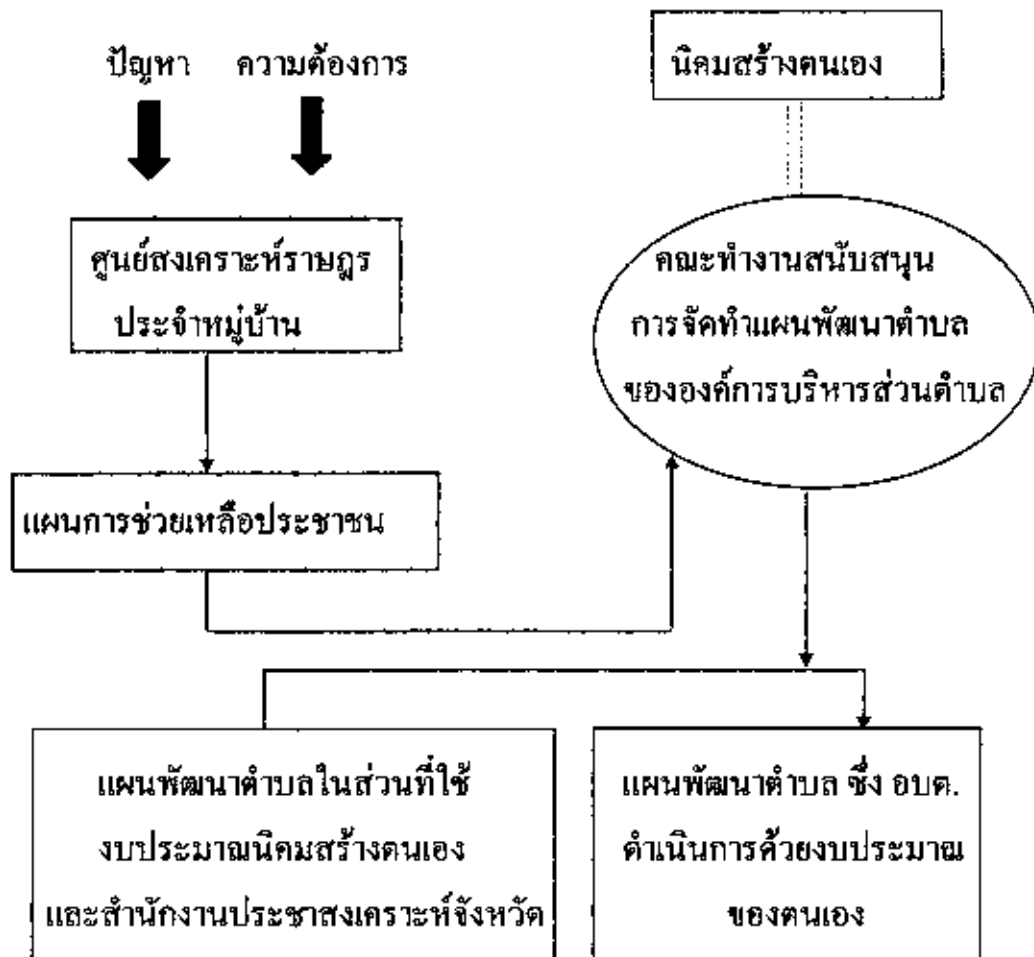 ปัญหา ความต้องการ
นิคมสร้างตนเอง
ศูนย์สงเคราะห์ราษฎร
ประจำหมู่บ้าน
คณะทำงานสนับสนุน
การจัดทำแผนพัฒนาตำบล
ขององค์การบริหารส่วนตำบล
แผนการช่วยเหลือประชาชน
แผนพัฒนาตำบลในส่วนที่ใช้
งบประมาณนิคมสร้างตนเอง
และสำนักงานประชาสงเคราะห์จังหวัด
แผนพัฒนาตำบล ซึ่ง อบต.
ดำเนินการด้วยงบประมาณ
ของตนเอง